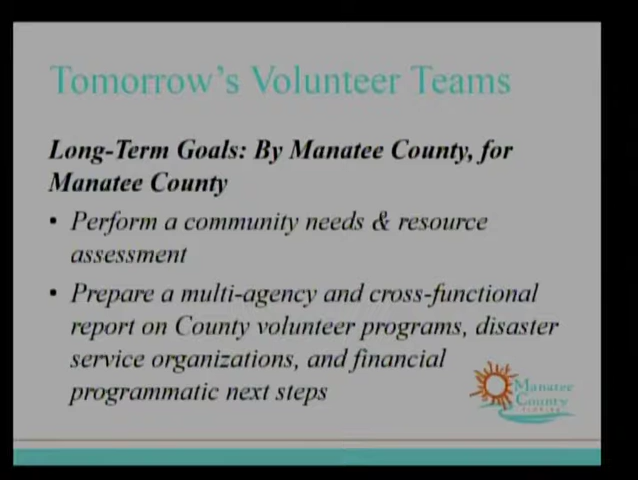 Tomorrow's Volunteer Teams
Long-Term Goals: By Manatee County, for
Manatee County
• Perform a community needs & resource
assessment
• Prepare a multi-agency and cross-functional
report on County volunteer programs, disaster
service organizations, and financial
programmatic next steps
Manatee
County
FLORIDA